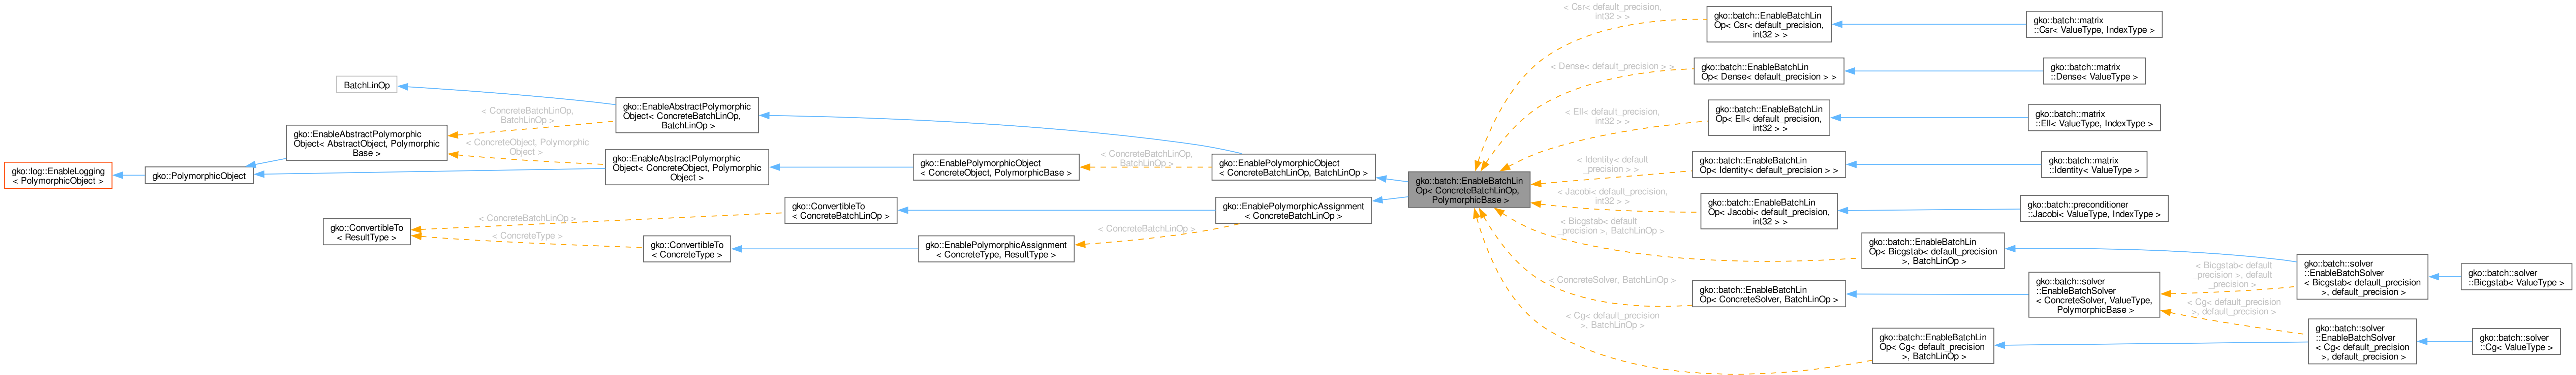 gko::log::EnableLogging
< PolymorphicObject >
gko::PolymorphicObject
BatchLinOp
gko::EnableAbstractPolymorphic
Object< AbstractObject, Polymorphic
Base >
< ConcreteBatchLinOp,
BatchLinOp >
< ConcreteObject, Polymorphic
Object >
gko::ConvertibleTo
< ResultType >
< ConcreteBatchLinOp >
< ConcreteType >
gko::EnableAbstractPolymorphic
Object< ConcreteBatchLinOp,
BatchLinOp >
gko::EnableAbstractPolymorphic
Object< ConcreteObject, Polymorphic
Object >
gko::ConvertibleTo
< ConcreteBatchLinOp >
gko::ConvertibleTo
< ConcreteType >
gko::EnablePolymorphicObject
< ConcreteObject, PolymorphicBase >
gko::EnablePolymorphicAssignment
< ConcreteType, ResultType >
< ConcreteBatchLinOp,
BatchLinOp >
< ConcreteBatchLinOp >
gko::EnablePolymorphicObject
< ConcreteBatchLinOp, BatchLinOp >
gko::EnablePolymorphicAssignment
< ConcreteBatchLinOp >
gko::batch::EnableBatchLin
Op< ConcreteBatchLinOp,
PolymorphicBase >
< Csr< default_precision,
int32 > >
< Dense< default_precision > >
< Ell< default_precision,
int32 > >
< Identity< default
_precision > >
< Jacobi< default_precision,
int32 > >
< Bicgstab< default
_precision >, BatchLinOp >
< ConcreteSolver, BatchLinOp >
< Cg< default_precision
>, BatchLinOp >
gko::batch::EnableBatchLin
Op< Csr< default_precision,
int32 > >
gko::batch::EnableBatchLin
Op< Dense< default_precision > >
gko::batch::EnableBatchLin
Op< Ell< default_precision,
int32 > >
gko::batch::EnableBatchLin
Op< Identity< default_precision > >
gko::batch::EnableBatchLin
Op< Jacobi< default_precision,
int32 > >
gko::batch::EnableBatchLin
Op< Bicgstab< default_precision
>, BatchLinOp >
gko::batch::EnableBatchLin
Op< ConcreteSolver, BatchLinOp >
gko::batch::EnableBatchLin
Op< Cg< default_precision
>, BatchLinOp >
gko::batch::matrix
::Csr< ValueType, IndexType >
gko::batch::matrix
::Dense< ValueType >
gko::batch::matrix
::Ell< ValueType, IndexType >
gko::batch::matrix
::Identity< ValueType >
gko::batch::preconditioner
::Jacobi< ValueType, IndexType >
gko::batch::solver
::EnableBatchSolver
< ConcreteSolver, ValueType,
PolymorphicBase >
< Bicgstab< default
_precision >, default
_precision >
< Cg< default_precision
>, default_precision >
gko::batch::solver
::EnableBatchSolver
< Bicgstab< default_precision
>, default_precision >
gko::batch::solver
::EnableBatchSolver
< Cg< default_precision
>, default_precision >
gko::batch::solver
::Bicgstab< ValueType >
gko::batch::solver
::Cg< ValueType >